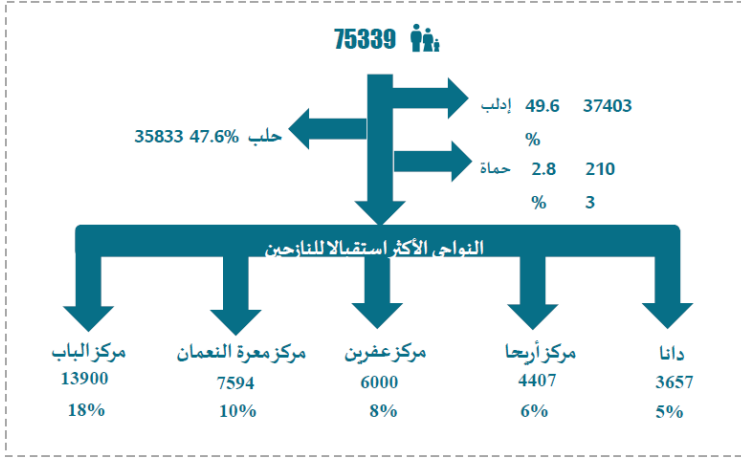 75339
إدلب 49.6 37403
%
حلب 47.6% 35833
حماة 2.8 210
% 3
النواحي الأكثر استقبالا للنازحين
دانا
3657
5%
مركز أريحا
4407
6%
مركز عفرين
6000
8%
مركز معرة النعمان
7594
10%
مركز الباب
13900
18%